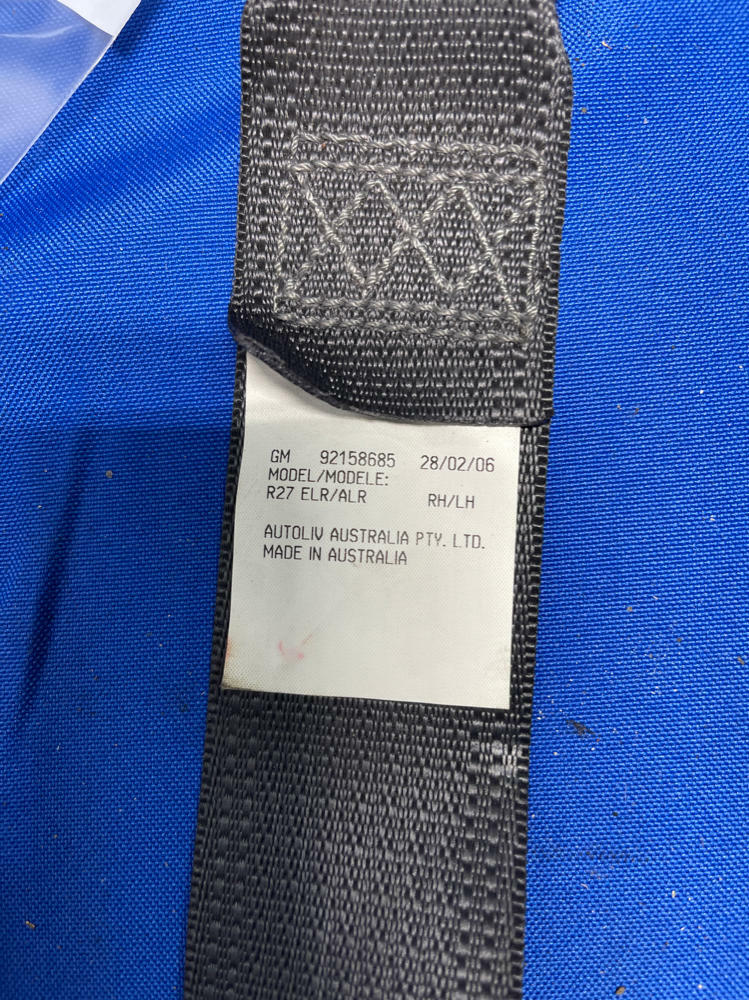 GM 92158685 28/02/06
MODEL/MODELE:
R27 ELR/ALR RH/LH
AUTOLIV AUSTRALIA PTY. LTD.
MADE IN AUSTRALIA